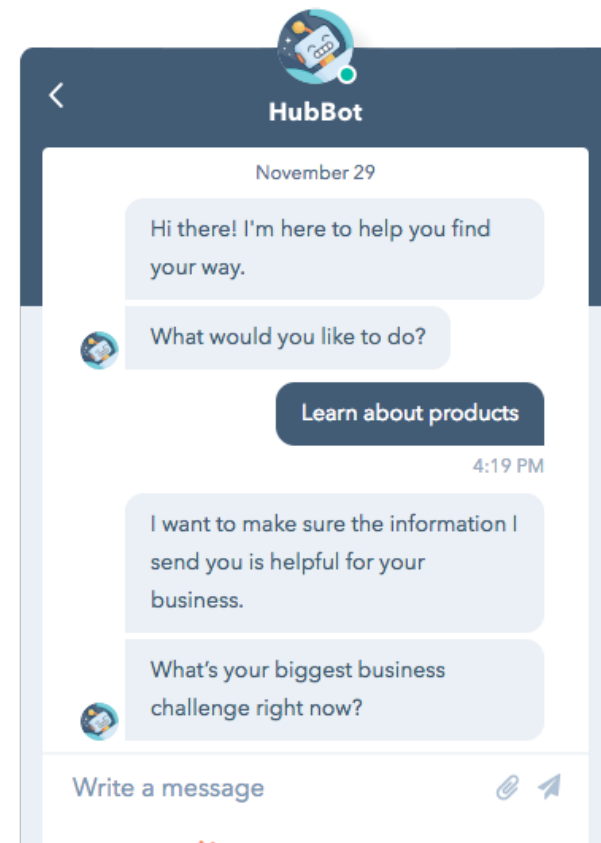 HubBot
November 29
Hi there! I'm here to help you find
your way.
What would you like to do?
Learn about products
4:19 PM
I want to make sure the information I
send you is helpful for your
business.
What's your biggest business
challenge right now?
Write a message